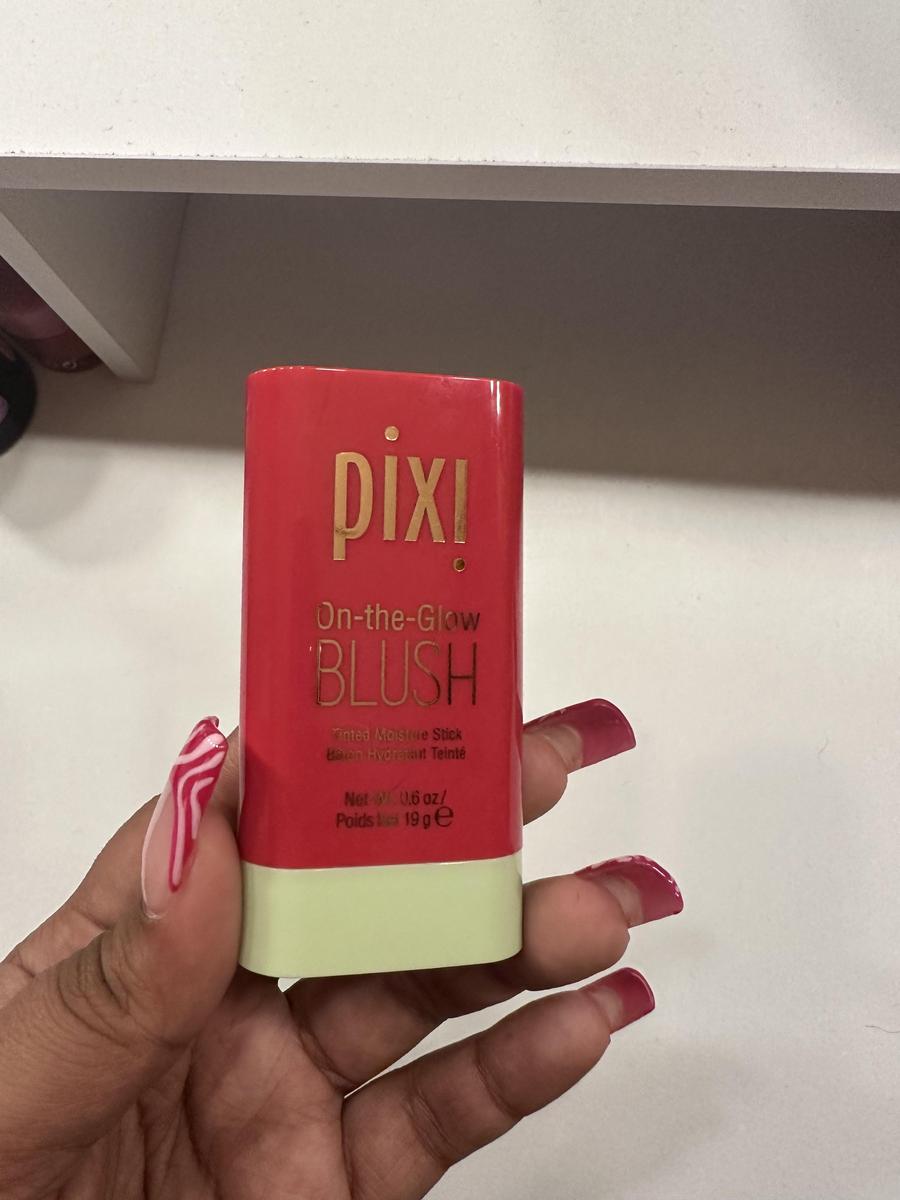 pixi
On-the-Glow
BLUSH
Tinted Moisture Stick
Bâton Hydratant Teinté
Net Wt. 0.6 oz/
Poids Net 19 g ℮